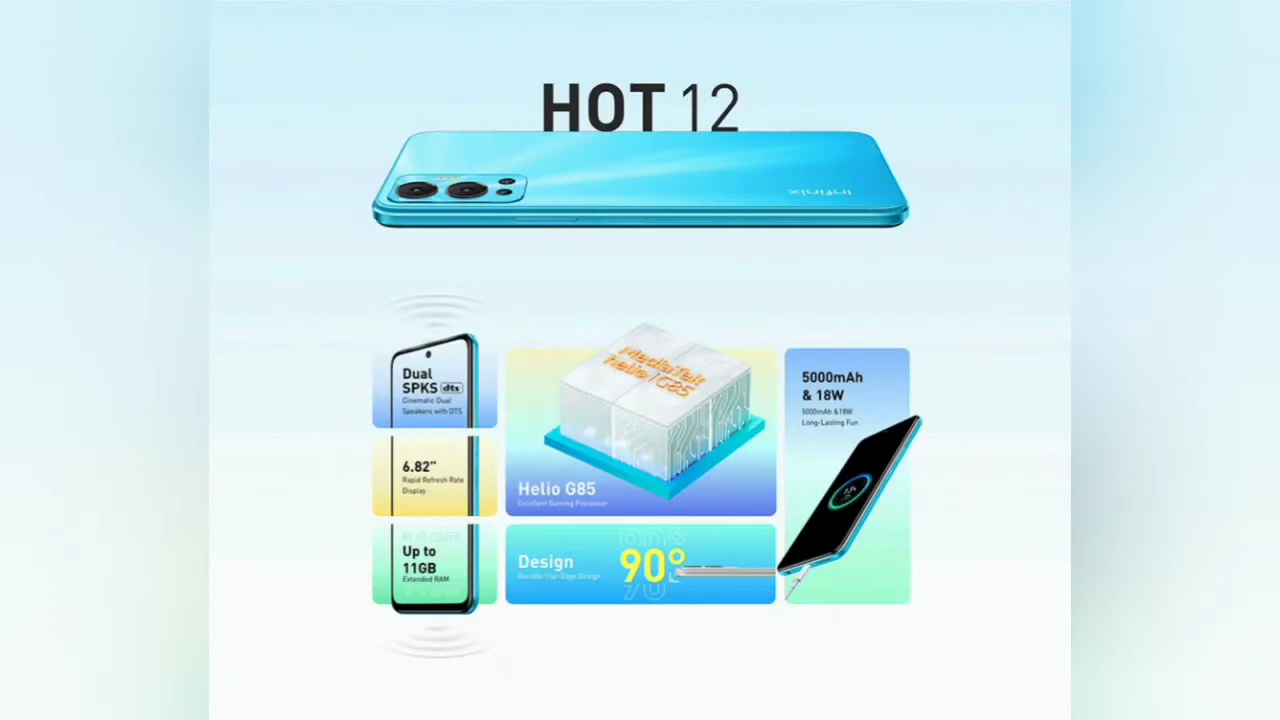 HOT 12
Infinix
Dual
SPKS dts
Cinematic Dual
Speakers with DTS
6.82"
Rapid Refresh Rate
Display
Up to
11GB
Extended RAM
MediaTek
helio G85
Helio G85
Excellent Gaming Processor
Design
Durable Flat-Edge Design
90°
5000mAh
& 18W
5000mAh &18W
Long-Lasting Fun